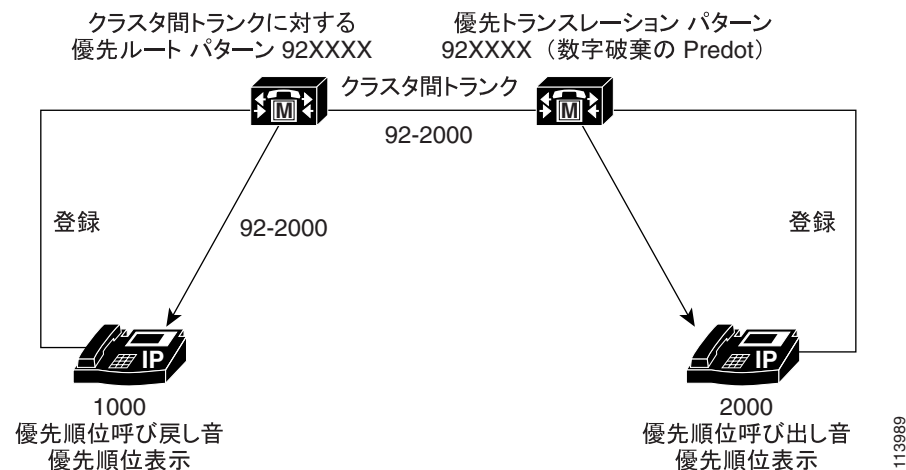 クラスタ間トランクに対する
優先ルート パターン 92XXXX
優先トランスレーション パターン
92XXXX（数字破棄の Predot）
M
クラスタ間トランク
M
92-2000
登録
92-2000
登録
IP
IP
1000
優先順位呼び戻し音
優先順位表示
2000
優先順位呼び出し音
優先順位表示
113989